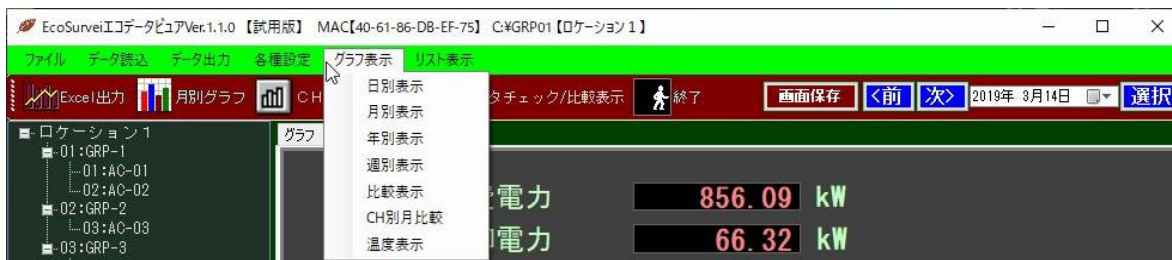 EcoSurveiエコデータビュアVer.1.1.0 【試用版】 MAC【40-61-86-DB-EF-75】 C:¥GRP01【ロケーション1】
ファイル データ読込 データ出力 各種設定 グラフ表示 リスト表示
Excel出力 月別グラフ CH タチェック/比較表示 終了 画面保存 <前 次> 2019年 3月14日 選択
日別表示
月別表示
年別表示
週別表示
比較表示
CH別月比較
温度表示
ロケーション1
01:GRP-1
01:AC-01
02:AC-02
02:GRP-2
03:AC-03
03:GRP-3
グラフ
電力 856.09 kW
電力 66.32 kW